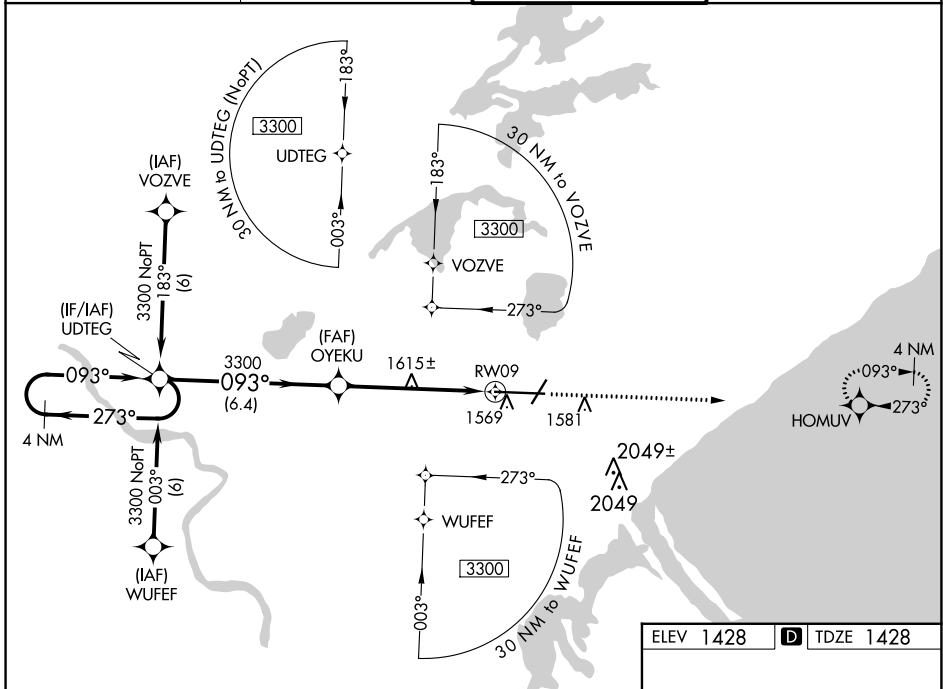 30 NM to UDTEG (NoPT)
183°
3300
UDTEG
003°
30 NM to VOZVE
183°
3300
VOZVE
273°
(IAF)
VOZVE
3300 NoPT
183°
(6)
(IF/IAF)
UDTEG
093°
273°
4 NM
3300
093°
(6.4)
(FAF)
OYEKU
1615±
RW09
1569
1581
4 NM
093°
273°
HOMUV
2049±
2049
3300 NoPT
003°
(6)
(IAF)
WUFEF
273°
WUFEF
3300
003°
30 NM to WUFEF
ELEV 1428 D TDZE 1428